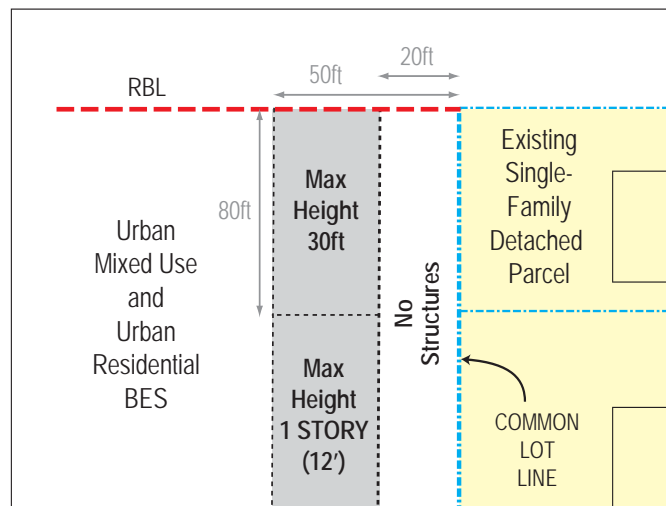 20ft
50ft
RBL
80ft
Max
Height
30ft
Existing
Single-
Family
Detached
Parcel
Urban
Mixed Use
and
Urban
Residential
BES
No
Structures
Max
Height
1 STORY
(12')
COMMON
LOT
LINE